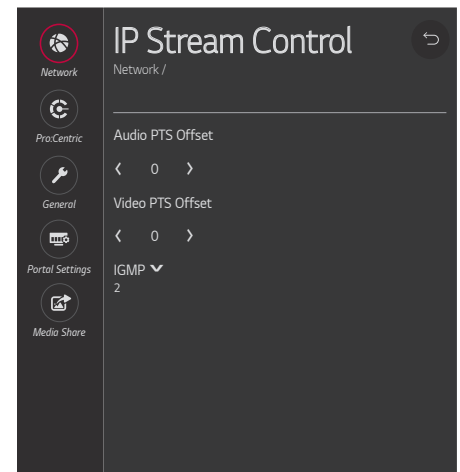 IP Stream Control
Network /
Network
Pro:Centric
General
Portal Settings
Media Share
Audio PTS Offset
0
Video PTS Offset
0
IGMP
2